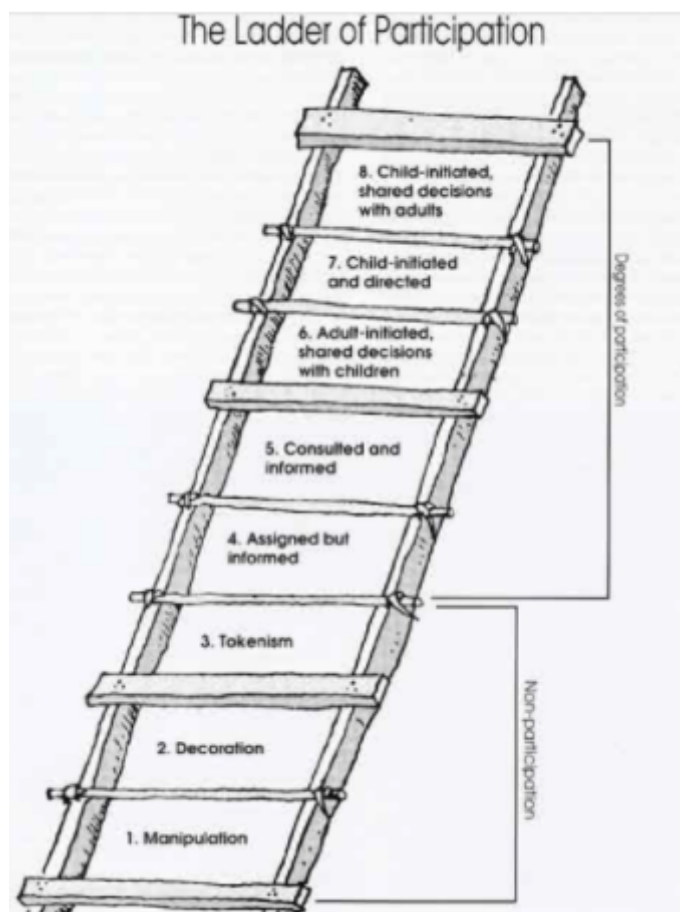 The Ladder of Participation
8. Child-initiated,
shared decisions
with adults
7. Child-initiated
and directed
6. Adult-initiated,
shared decisions
with children
5. Consulted and
informed
4. Assigned but
informed
3. Tokenism
2. Decoration
1. Manipulation
Degrees of participation
Non-participation